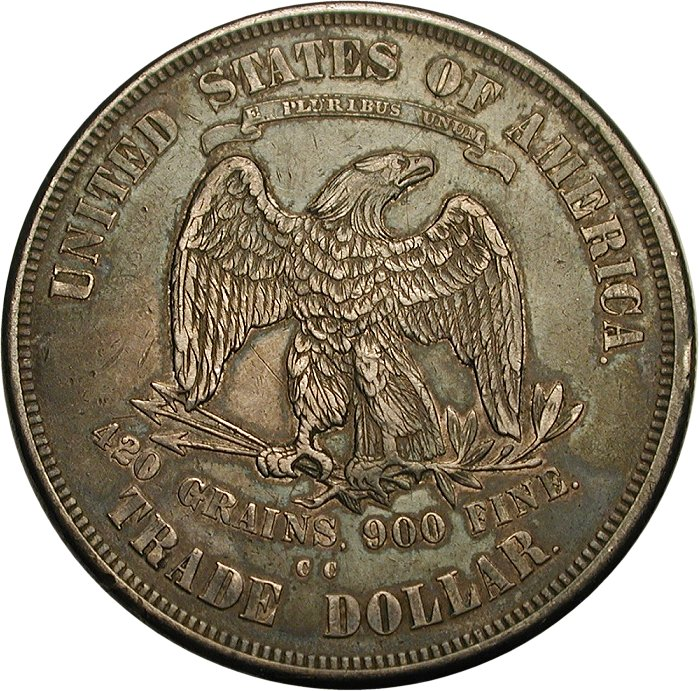 UNITED STATES OF AMERICA.
E PLURIBUS UNUM
420 GRAINS, 900 FINE.
CC
TRADE DOLLAR.